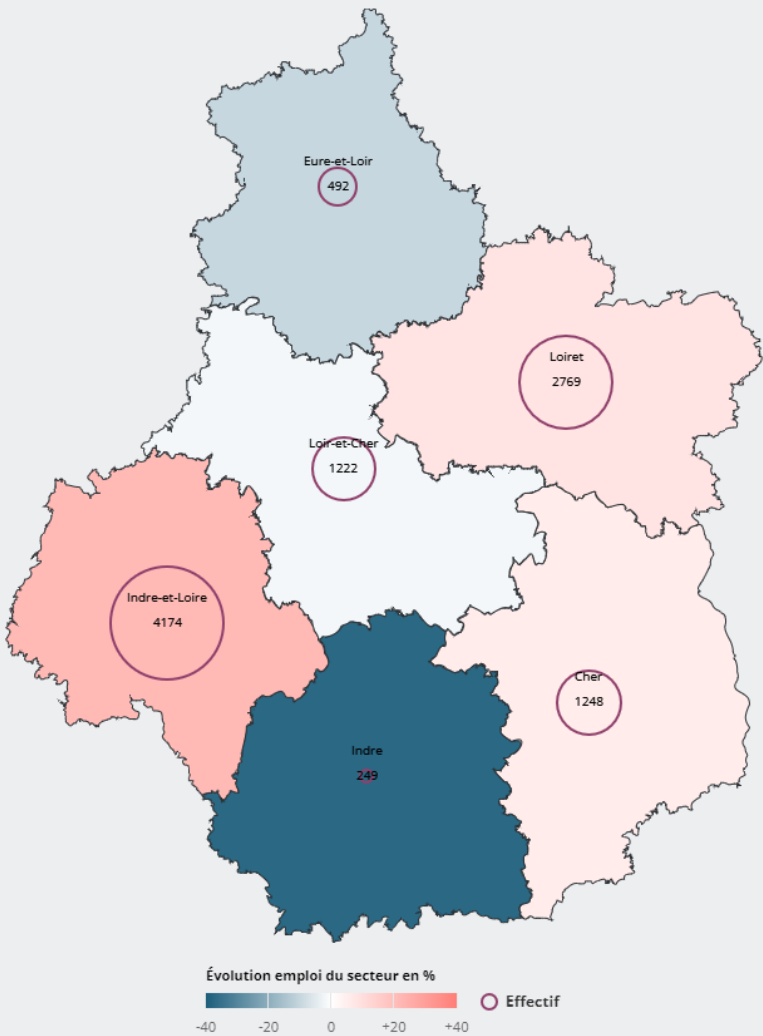 Eure-et-Loir
492
Loiret
2769
Loir-et-Cher
1222
Indre-et-Loire
4174
Cher
1248
Indre
249
Évolution emploi du secteur en %
Effectif
-40 -20 0 +20 +40